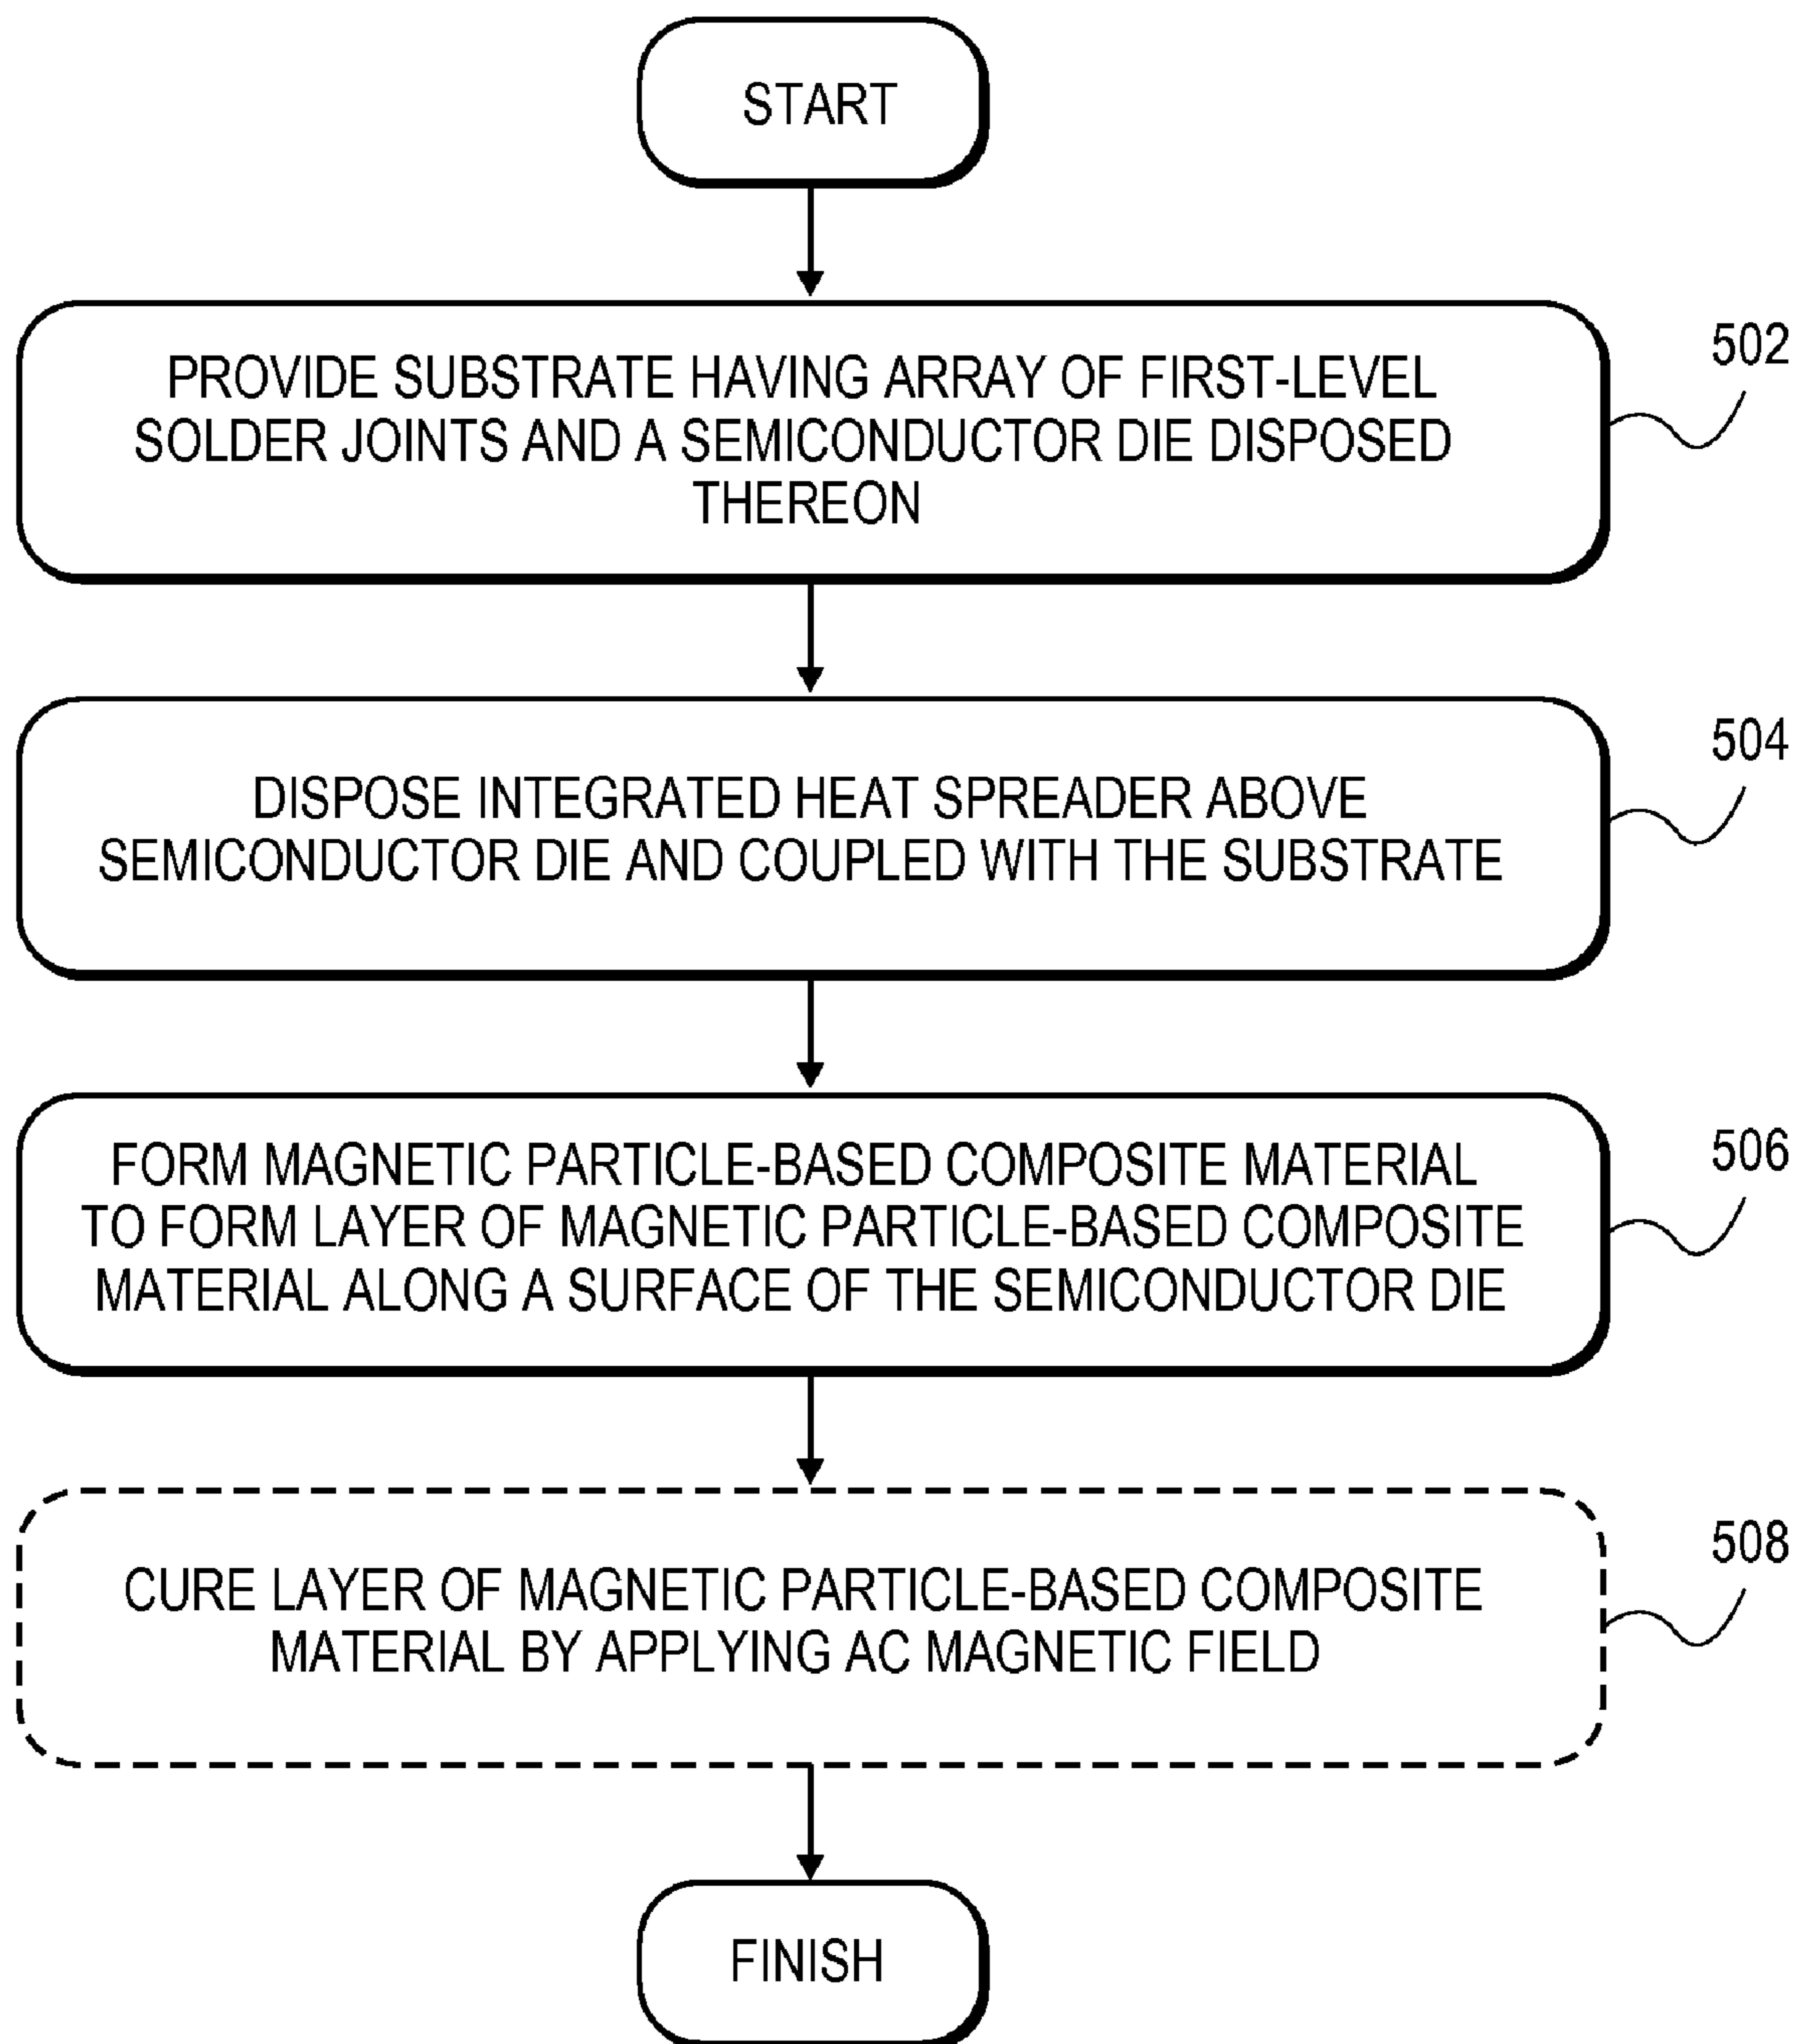 START
PROVIDE SUBSTRATE HAVING ARRAY OF FIRST-LEVEL
SOLDER JOINTS AND A SEMICONDUCTOR DIE DISPOSED
THEREON
502
DISPOSE INTEGRATED HEAT SPREADER ABOVE
SEMICONDUCTOR DIE AND COUPLED WITH THE SUBSTRATE
504
FORM MAGNETIC PARTICLE-BASED COMPOSITE MATERIAL
TO FORM LAYER OF MAGNETIC PARTICLE-BASED COMPOSITE
MATERIAL ALONG A SURFACE OF THE SEMICONDUCTOR DIE
506
CURE LAYER OF MAGNETIC PARTICLE-BASED COMPOSITE
MATERIAL BY APPLYING AC MAGNETIC FIELD
508
FINISH